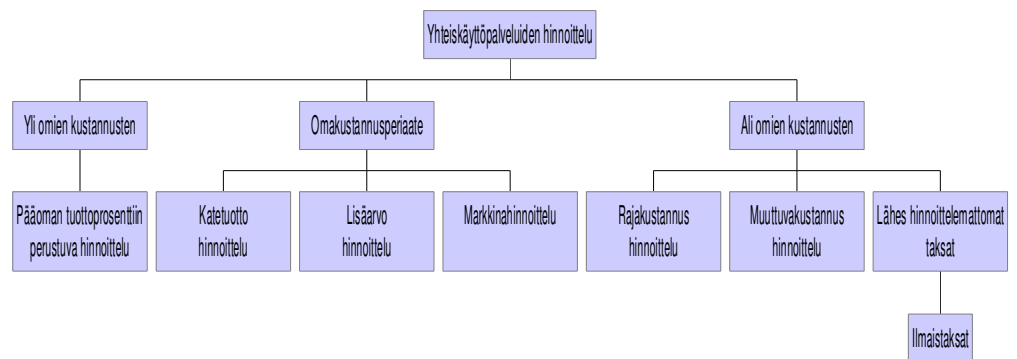 Yhteiskäyttöpalveluiden hinnoittelu
Yli omien kustannusten
Omakustannusperiaate
Ali omien kustannusten
Pääoman tuottoprosenttiin
perustuva hinnoittelu
Katetuotto
hinnoittelu
Lisäarvo
hinnoittelu
Markkinahinnoittelu
Rajakustannus
hinnoittelu
Muuttuvakustannus
hinnoittelu
Lähes hinnoittelemattomat
taksat
Ilmaistaksat